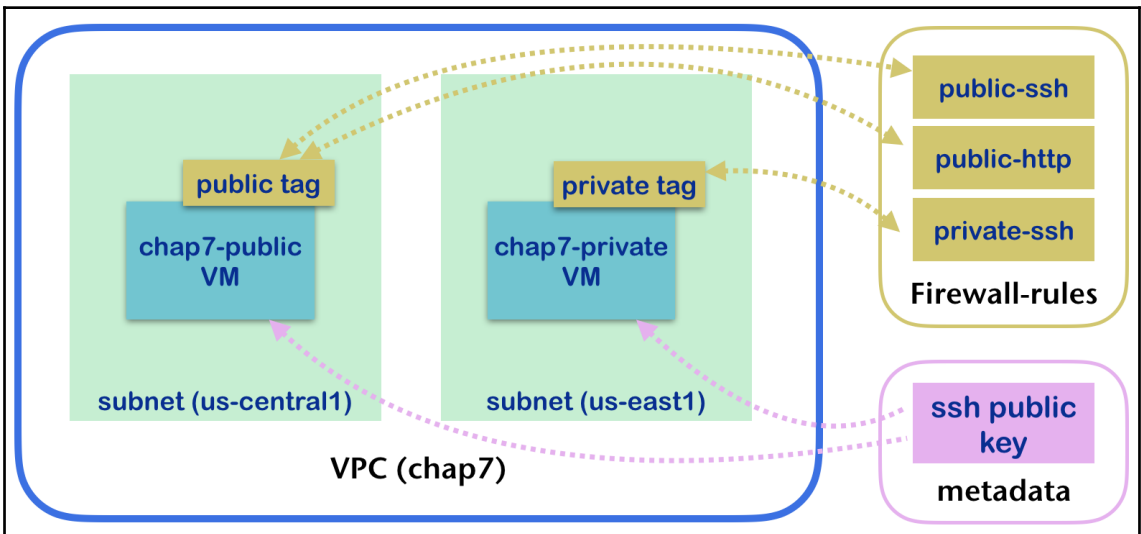 public tag
chap7-public
VM
subnet (us-central1)
private tag
chap7-private
VM
subnet (us-east1)
VPC (chap7)
public-ssh
public-http
private-ssh
Firewall-rules
ssh public
key
metadata